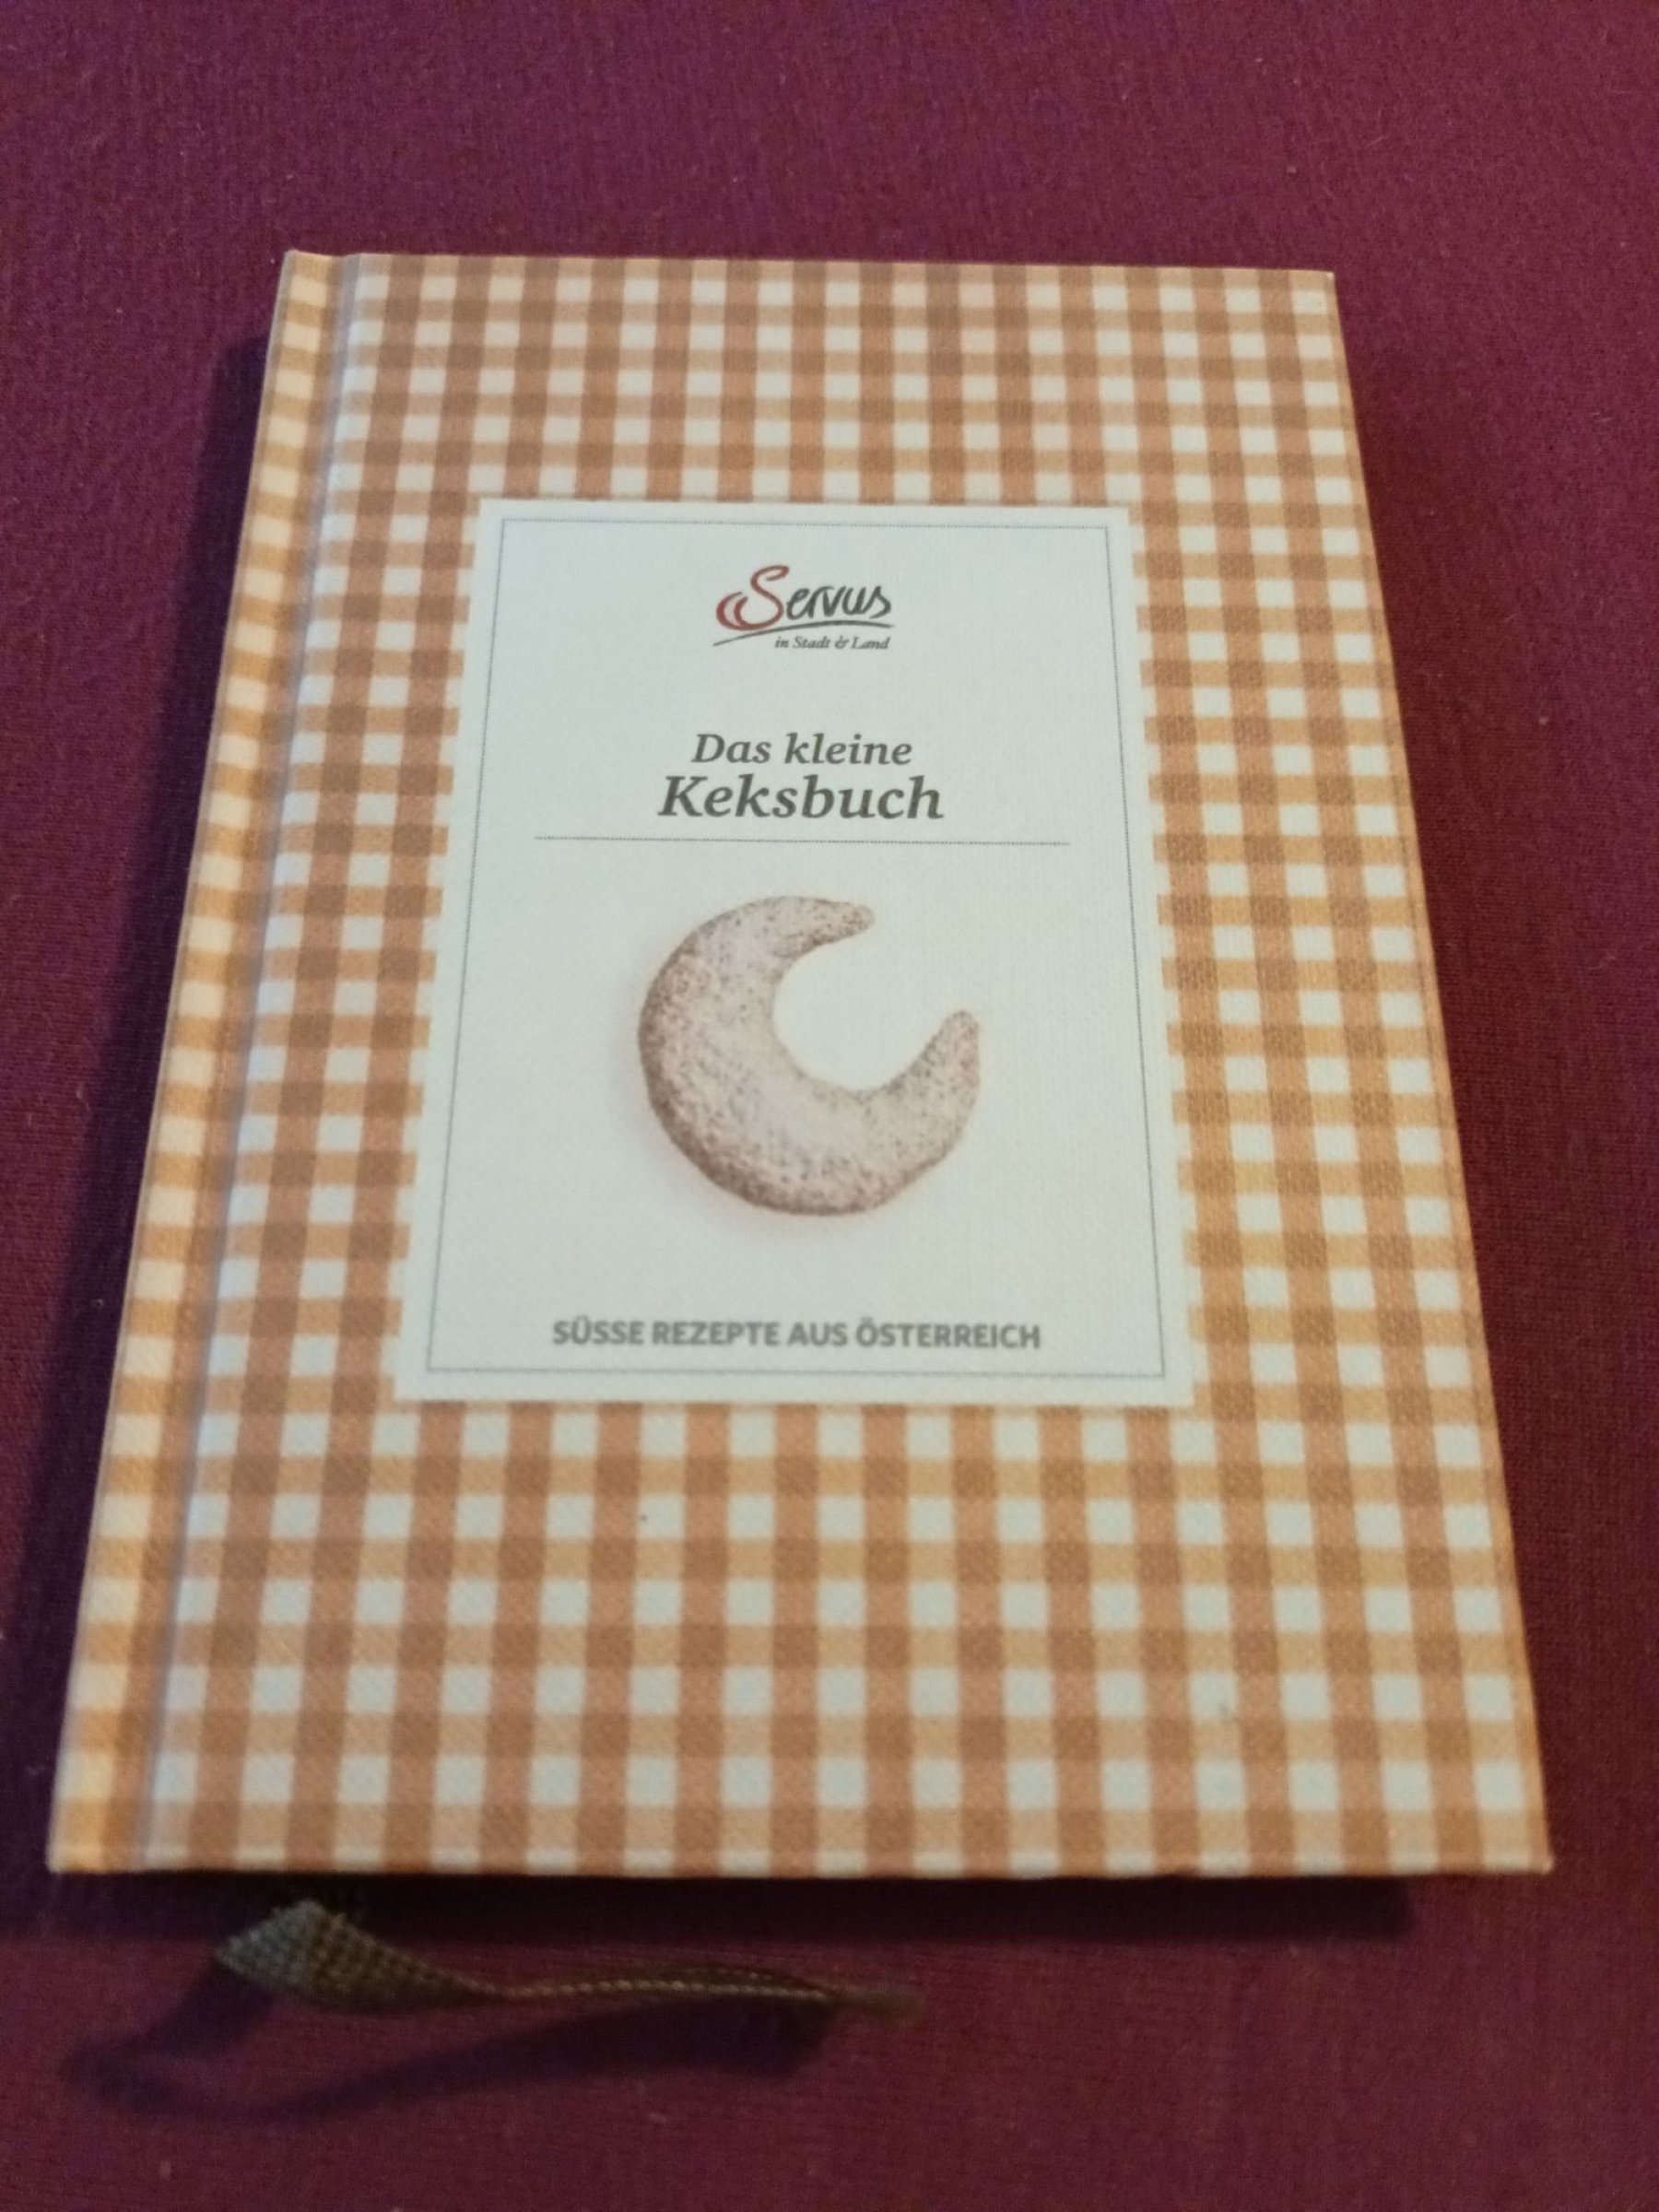 Servus
in Stadt & Land
Das kleine
Keksbuch
SÜSSE REZEPTE AUS ÖSTERREICH